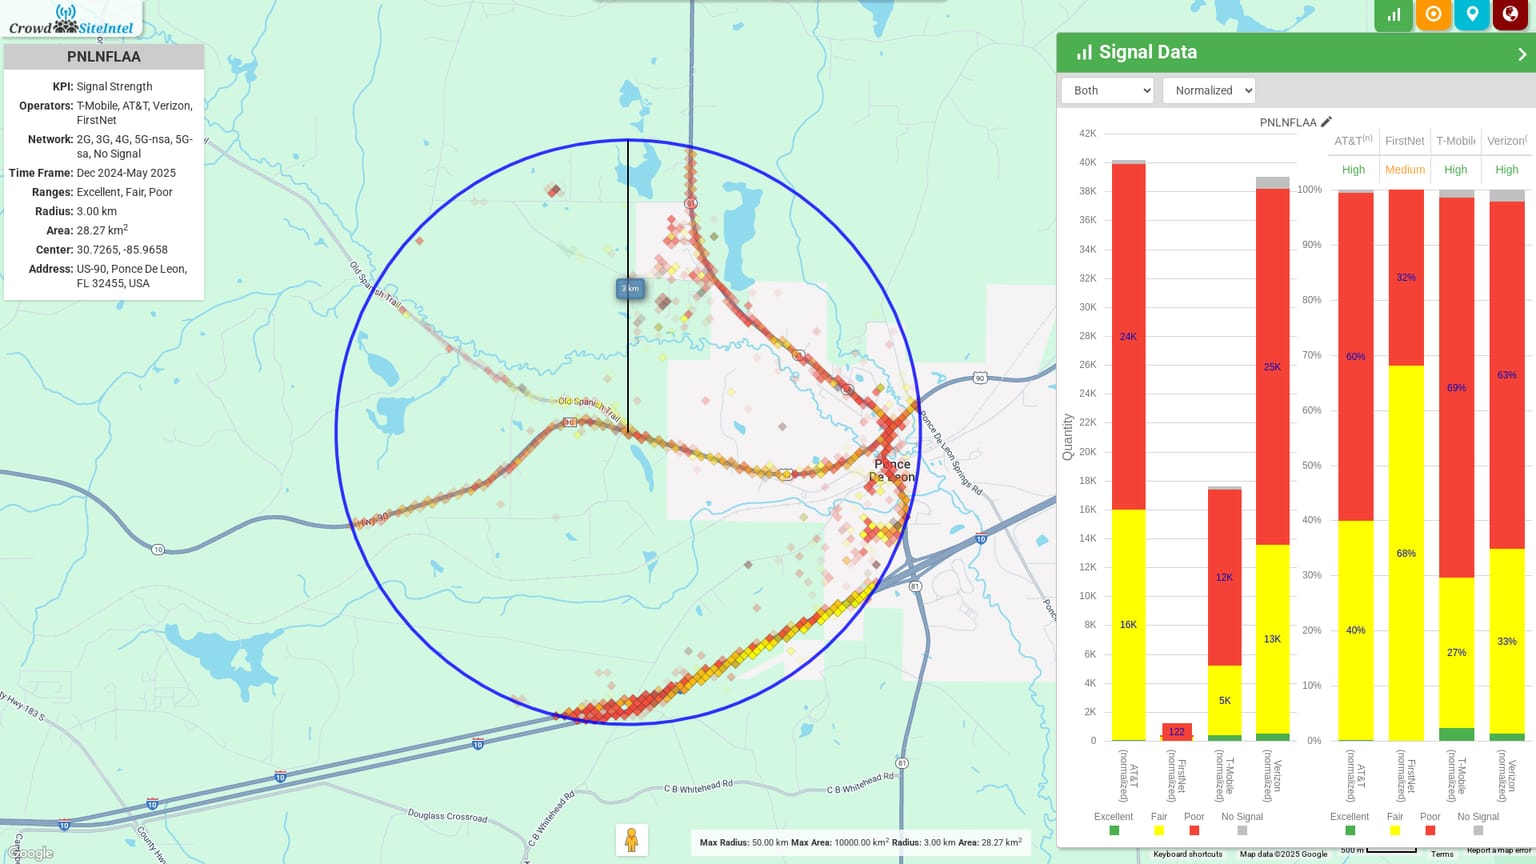 Crowd SiteIntel
PNLNFLAA
KPI: Signal Strength
Operators: T-Mobile, AT&T, Verizon,
FirstNet
Network: 2G, 3G, 4G, 5G-nsa, 5G-
sa, No Signal
Time Frame: Dec 2024-May 2025
Ranges: Excellent, Fair, Poor
Radius: 3.00 km
Area: 28.27 km²
Center: 30.7265, -85.9658
Address: US-90, Ponce De Leon,
FL 32455, USA
Old Spanish Trail
81
3 km
Old Spanish Trail
10
90
Ponce De Leon Springs Rd
Ponce
De Leon
Hwy 90
10
10
81
County Hwy 183 S
10
10
10
10
81
C B Whitehead Rd
C B Whitehead Rd
C B Whitehead Rd
Douglass Crossroad
Google
Max Radius: 50.00 km Max Area: 10000.00 km² Radius: 3.00 km Area: 28.27 km²
Signal Data
Both
Normalized
PNLNFLAA
Quantity
42K
40K
38K
36K
34K
32K
30K
28K
26K
24K
22K
20K
18K
16K
14K
12K
10K
8K
6K
4K
2K
0
24K
16K
122
12K
5K
25K
13K
AT&T
(normalized)
FirstNet
(normalized)
T-Mobile
(normalized)
Verizon
(normalized)
Excellent Fair Poor No Signal
AT&T(n) FirstNet T-Mobile Verizon(
High Medium High High
100%
90%
80%
70%
60%
50%
40%
30%
20%
10%
0%
60%
40%
32%
68%
69%
27%
63%
33%
AT&T
(normalized)
FirstNet
(normalized)
T-Mobile
(normalized)
Verizon
(normalized)
Excellent Fair Poor No Signal
Keyboard shortcuts Map data ©2025 Google 500 m Terms Report a map error